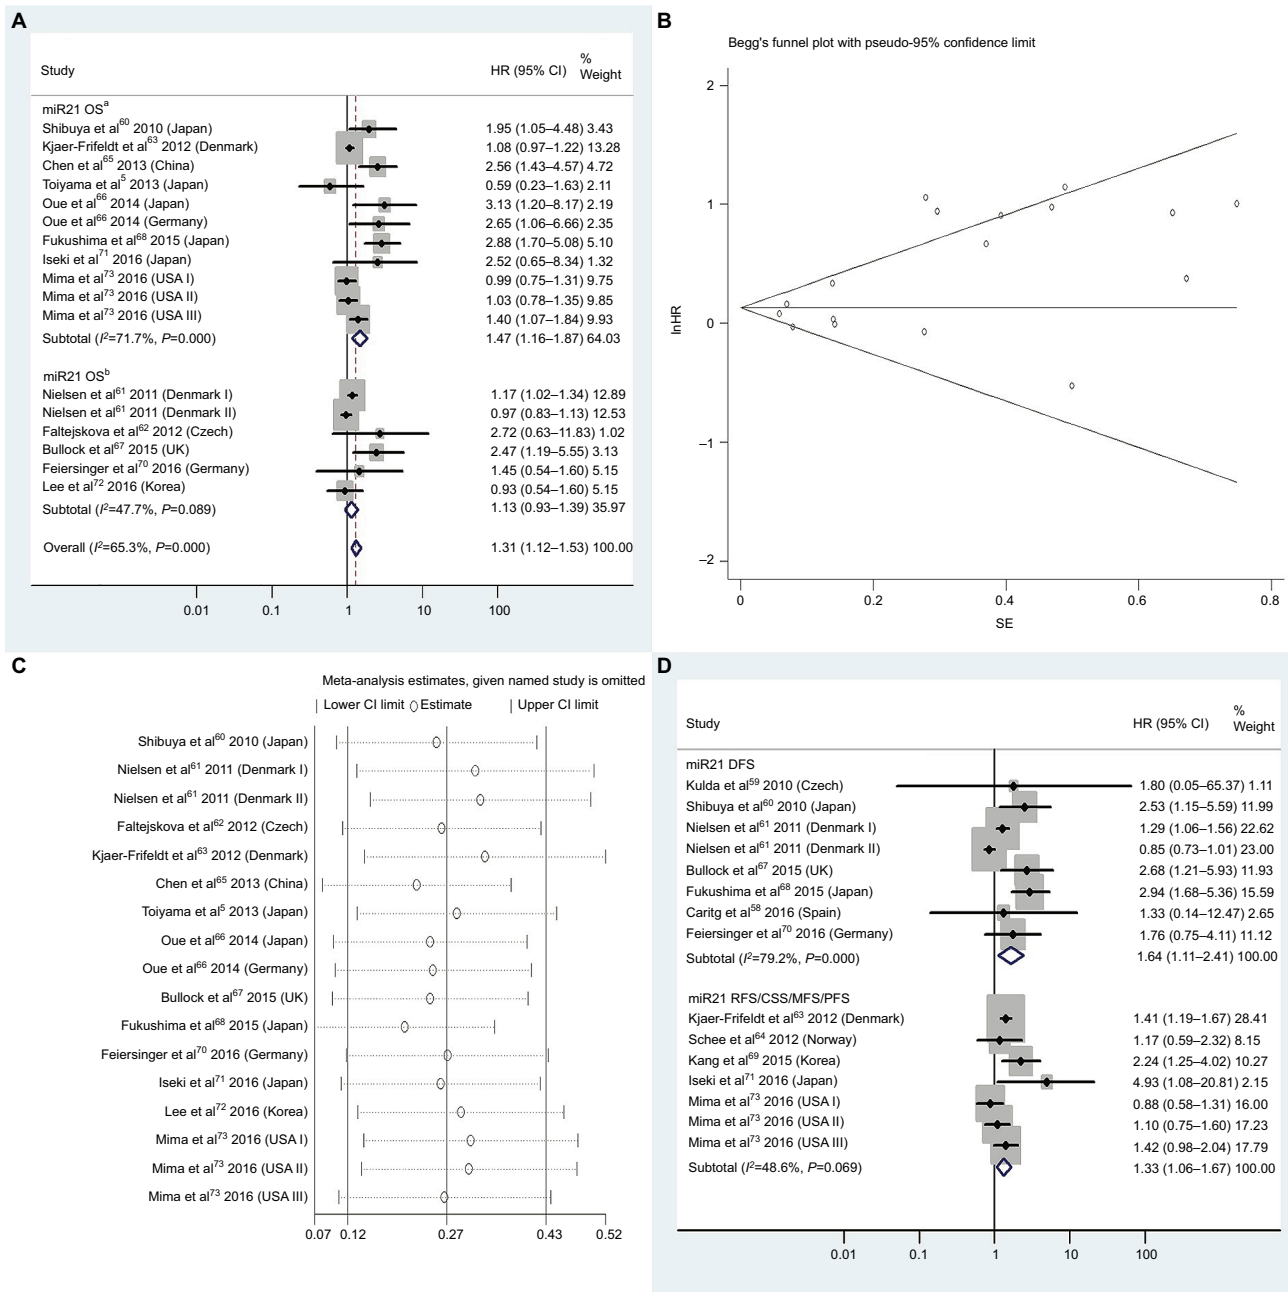 A
Study HR (95% CI) % Weight
miR21 OSᵃ
Shibuya et al⁶⁰ 2010 (Japan) 1.95 (1.05–4.48) 3.43
Kjaer-Frifeldt et al⁶³ 2012 (Denmark) 1.08 (0.97–1.22) 13.28
Chen et al⁶⁵ 2013 (China) 2.56 (1.43–4.57) 4.72
Toiyama et al⁵ 2013 (Japan) 0.59 (0.23–1.63) 2.11
Oue et al⁶⁶ 2014 (Japan) 3.13 (1.20–8.17) 2.19
Oue et al⁶⁶ 2014 (Germany) 2.65 (1.06–6.66) 2.35
Fukushima et al⁶⁸ 2015 (Japan) 2.88 (1.70–5.08) 5.10
Iseki et al⁷¹ 2016 (Japan) 2.52 (0.65–8.34) 1.32
Mima et al⁷³ 2016 (USA I) 0.99 (0.75–1.31) 9.75
Mima et al⁷³ 2016 (USA II) 1.03 (0.78–1.35) 9.85
Mima et al⁷³ 2016 (USA III) 1.40 (1.07–1.84) 9.93
Subtotal (I²=71.7%, P=0.000) 1.47 (1.16–1.87) 64.03
miR21 OSᵇ
Nielsen et al⁶¹ 2011 (Denmark I) 1.17 (1.02–1.34) 12.89
Nielsen et al⁶¹ 2011 (Denmark II) 0.97 (0.83–1.13) 12.53
Faltejskova et al⁶² 2012 (Czech) 2.72 (0.63–11.83) 1.02
Bullock et al⁶⁷ 2015 (UK) 2.47 (1.19–5.55) 3.13
Feiersinger et al⁷⁰ 2016 (Germany) 1.45 (0.54–1.60) 5.15
Lee et al⁷² 2016 (Korea) 0.93 (0.54–1.60) 5.15
Subtotal (I²=47.7%, P=0.089) 1.13 (0.93–1.39) 35.97
Overall (I²=65.3%, P=0.000) 1.31 (1.12–1.53) 100.00
0.01 0.1 1 10 100
B
Begg's funnel plot with pseudo-95% confidence limit
2
1
0
–1
–2
lnHR
0 0.2 0.4 0.6 0.8
SE
C
Meta-analysis estimates, given named study is omitted
Lower CI limit Estimate Upper CI limit
Shibuya et al⁶⁰ 2010 (Japan)
Nielsen et al⁶¹ 2011 (Denmark I)
Nielsen et al⁶¹ 2011 (Denmark II)
Faltejskova et al⁶² 2012 (Czech)
Kjaer-Frifeldt et al⁶³ 2012 (Denmark)
Chen et al⁶⁵ 2013 (China)
Toiyama et al⁵ 2013 (Japan)
Oue et al⁶⁶ 2014 (Japan)
Oue et al⁶⁶ 2014 (Germany)
Bullock et al⁶⁷ 2015 (UK)
Fukushima et al⁶⁸ 2015 (Japan)
Feiersinger et al⁷⁰ 2016 (Germany)
Iseki et al⁷¹ 2016 (Japan)
Lee et al⁷² 2016 (Korea)
Mima et al⁷³ 2016 (USA I)
Mima et al⁷³ 2016 (USA II)
Mima et al⁷³ 2016 (USA III)
0.07 0.12 0.27 0.43 0.52
D
Study HR (95% CI) % Weight
miR21 DFS
Kulda et al⁵⁹ 2010 (Czech) 1.80 (0.05–65.37) 1.11
Shibuya et al⁶⁰ 2010 (Japan) 2.53 (1.15–5.59) 11.99
Nielsen et al⁶¹ 2011 (Denmark I) 1.29 (1.06–1.56) 22.62
Nielsen et al⁶¹ 2011 (Denmark II) 0.85 (0.73–1.01) 23.00
Bullock et al⁶⁷ 2015 (UK) 2.68 (1.21–5.93) 11.93
Fukushima et al⁶⁸ 2015 (Japan) 2.94 (1.68–5.36) 15.59
Caritg et al⁵⁸ 2016 (Spain) 1.33 (0.14–12.47) 2.65
Feiersinger et al⁷⁰ 2016 (Germany) 1.76 (0.75–4.11) 11.12
Subtotal (I²=79.2%, P=0.000) 1.64 (1.11–2.41) 100.00
miR21 RFS/CSS/MFS/PFS
Kjaer-Frifeldt et al⁶³ 2012 (Denmark) 1.41 (1.19–1.67) 28.41
Schee et al⁶⁴ 2012 (Norway) 1.17 (0.59–2.32) 8.15
Kang et al⁶⁹ 2015 (Korea) 2.24 (1.25–4.02) 10.27
Iseki et al⁷¹ 2016 (Japan) 4.93 (1.08–20.81) 2.15
Mima et al⁷³ 2016 (USA I) 0.88 (0.58–1.31) 16.00
Mima et al⁷³ 2016 (USA II) 1.10 (0.75–1.60) 17.23
Mima et al⁷³ 2016 (USA III) 1.42 (0.98–2.04) 17.79
Subtotal (I²=48.6%, P=0.069) 1.33 (1.06–1.67) 100.00
0.01 0.1 1 10 100